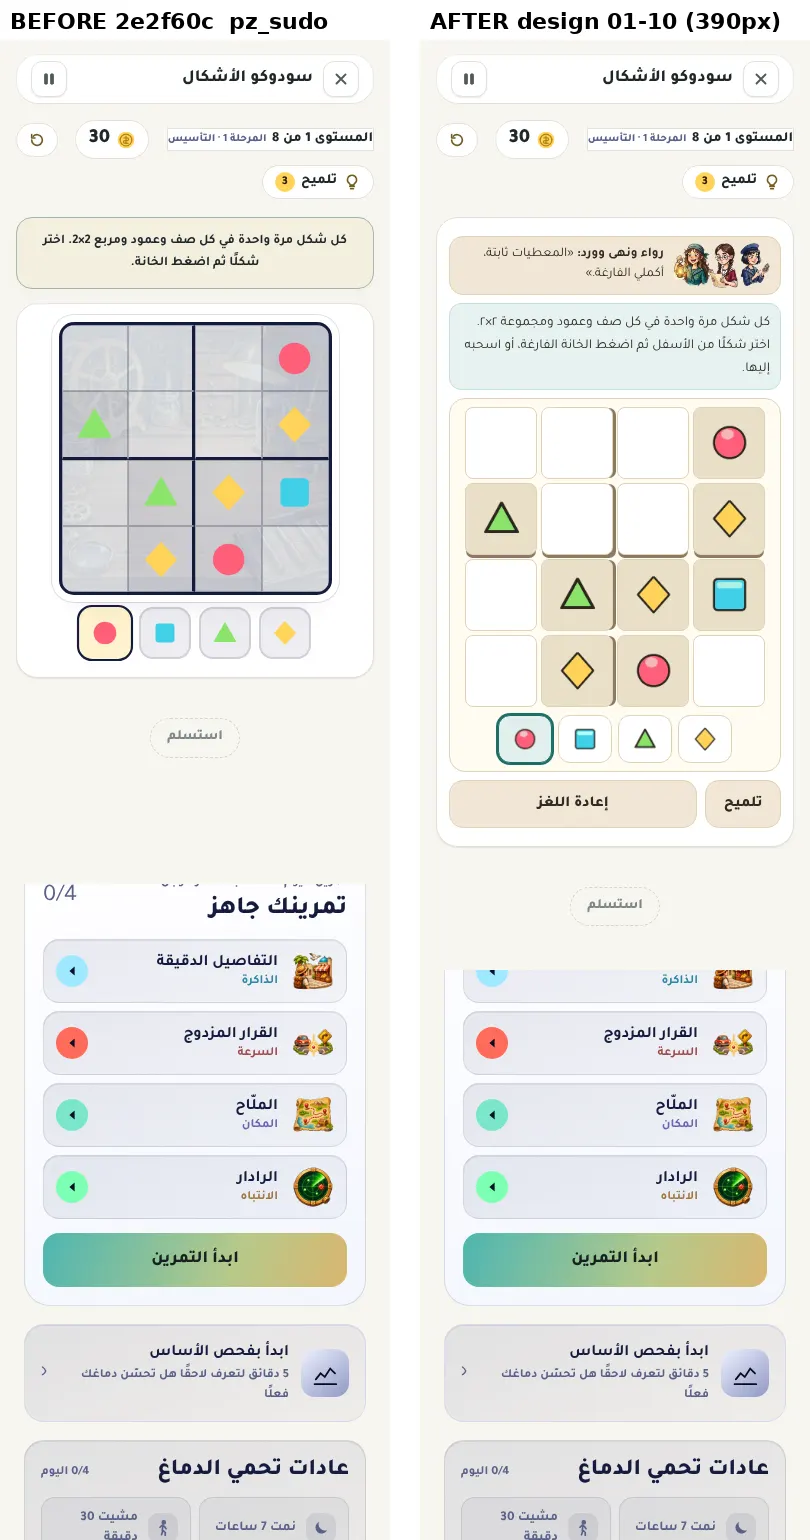 BEFORE 2e2f60c  pz_sudo
سودوكو الأشكال
المستوى 1 من 8 المرحلة 1 · التأسيس
30
تلميح 3
كل شكل مرة واحدة في كل صف وعمود ومربع 2×2. اختر
شكلًا ثم اضغط الخانة.
استسلم
0/4
تمرينك جاهز
التفاصيل الدقيقة
الذاكرة
القرار المزدوج
السرعة
الملّاح
المكان
الرادار
الانتباه
ابدأ التمرين
ابدأ بفحص الأساس
5 دقائق لتعرف لاحقًا هل تحسّن دماغك
فعلًا
عادات تحمي الدماغ
0/4 اليوم
نمت 7 ساعات
مشيت 30
دقيقة
AFTER design 01-10 (390px)
سودوكو الأشكال
المستوى 1 من 8 المرحلة 1 · التأسيس
30
تلميح 3
رواء ونهى وورد: «المعطيات ثابتة،
أكملي الفارغة.»
كل شكل مرة واحدة في كل صف وعمود ومجموعة ٢×٢.
اختر شكلًا من الأسفل ثم اضغط الخانة الفارغة، أو اسحبه
إليها.
تلميح
إعادة اللغز
استسلم
الذاكرة
القرار المزدوج
السرعة
الملّاح
المكان
الرادار
الانتباه
ابدأ التمرين
ابدأ بفحص الأساس
5 دقائق لتعرف لاحقًا هل تحسّن دماغك
فعلًا
عادات تحمي الدماغ
0/4 اليوم
نمت 7 ساعات
مشيت 30
دقيقة